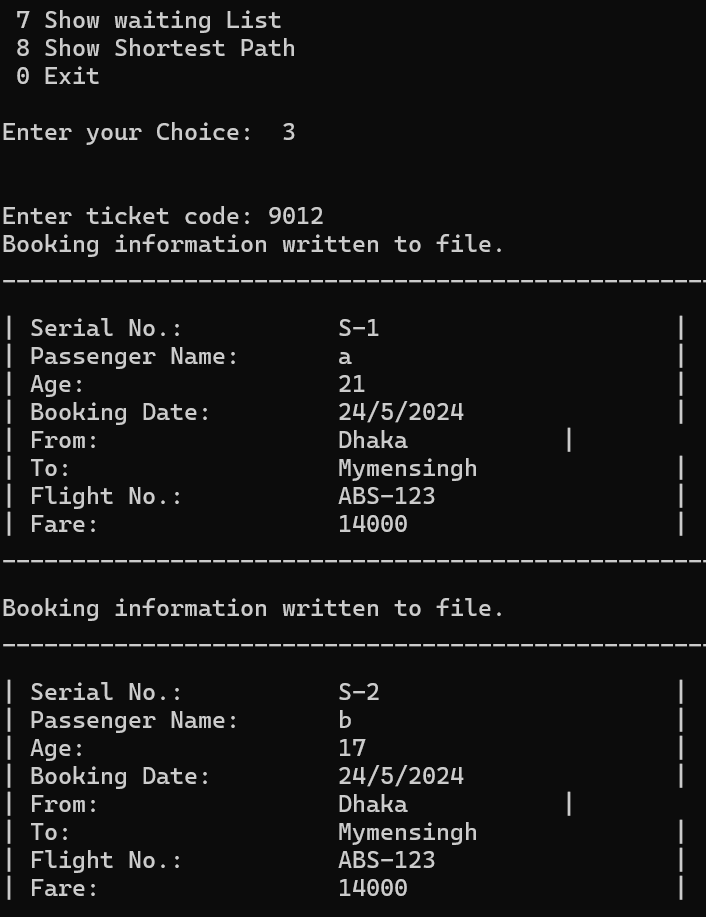 7 Show waiting List
8 Show Shortest Path
0 Exit
Enter your Choice:  3
Enter ticket code: 9012
Booking information written to file.
---------------------------------------------------
| Serial No.:           S-1                     |
| Passenger Name:       a                       |
| Age:                  21                      |
| Booking Date:         24/5/2024               |
| From:                 Dhaka           |
| To:                   Mymensingh              |
| Flight No.:           ABS-123                 |
| Fare:                 14000                   |
---------------------------------------------------
Booking information written to file.
---------------------------------------------------
| Serial No.:           S-2                     |
| Passenger Name:       b                       |
| Age:                  17                      |
| Booking Date:         24/5/2024               |
| From:                 Dhaka           |
| To:                   Mymensingh              |
| Flight No.:           ABS-123                 |
| Fare:                 14000                   |